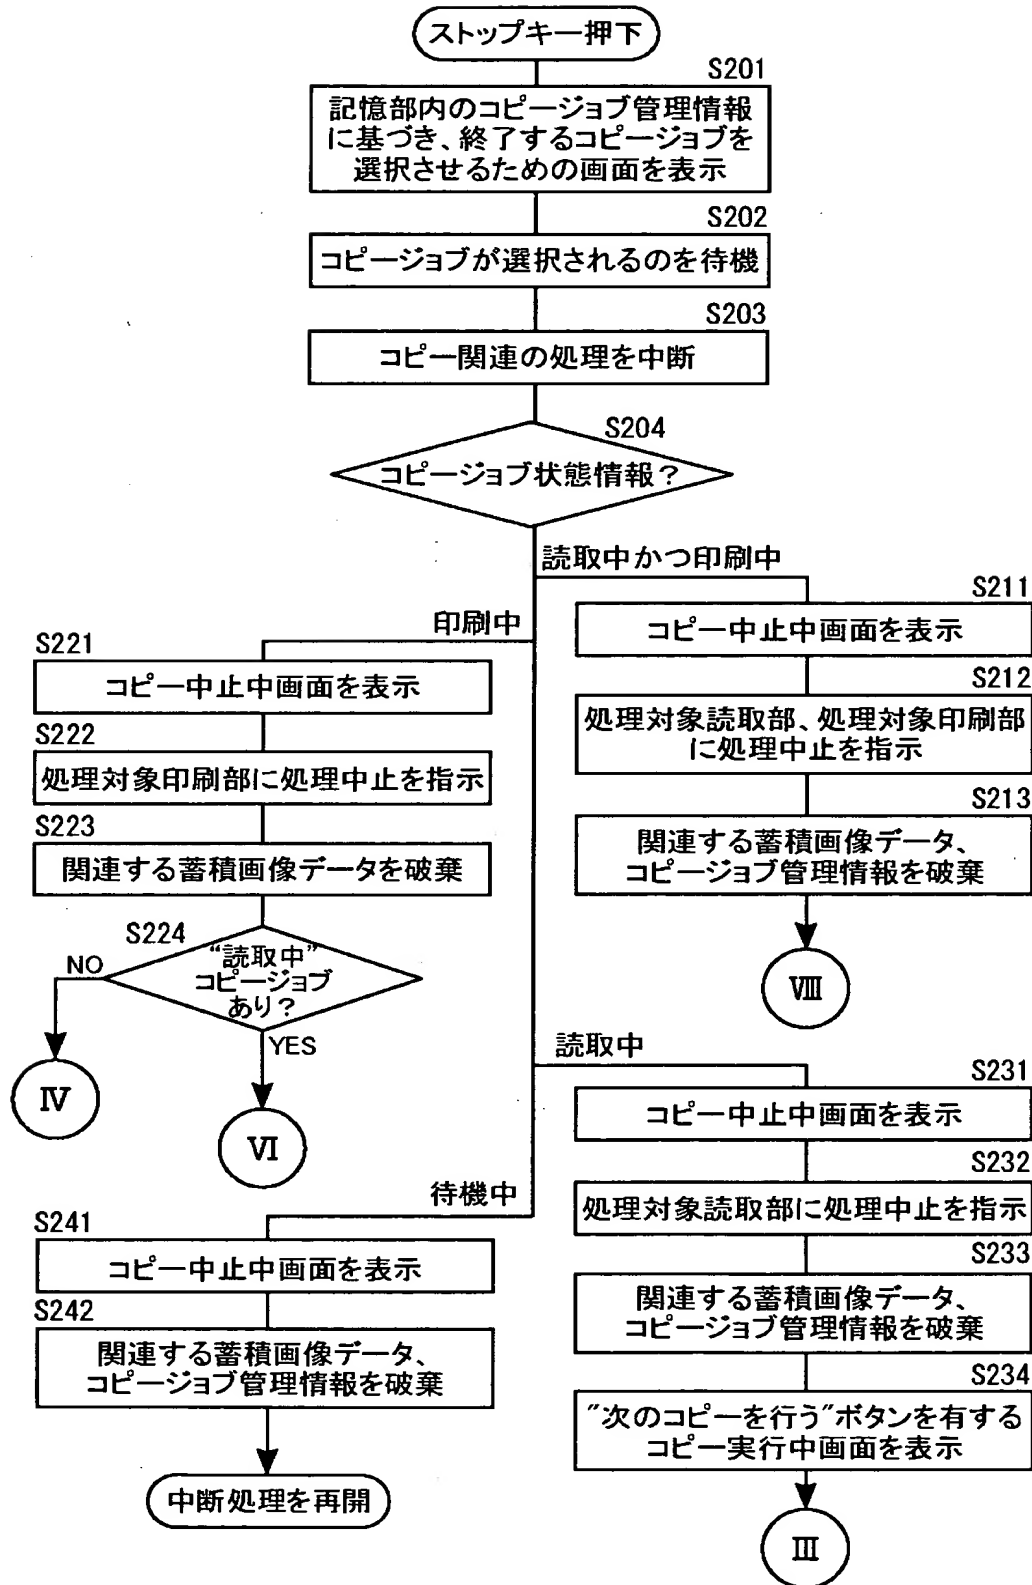 ストップキー押下
S201
記憶部内のコピージョブ管理情報
に基づき、終了するコピージョブを
選択させるための画面を表示
S202
コピージョブが選択されるのを待機
S203
コピー関連の処理を中断
S204
コピージョブ状態情報?
読取中かつ印刷中
S211
コピー中止中画面を表示
S212
処理対象読取部、処理対象印刷部
に処理中止を指示
S213
関連する蓄積画像データ、
コピージョブ管理情報を破棄
Ⅷ
印刷中
S221
コピー中止中画面を表示
S222
処理対象印刷部に処理中止を指示
S223
関連する蓄積画像データを破棄
S224
“読取中”
コピージョブ
あり?
NO
YES
Ⅳ
Ⅵ
読取中
S231
コピー中止中画面を表示
S232
処理対象読取部に処理中止を指示
S233
関連する蓄積画像データ、
コピージョブ管理情報を破棄
S234
”次のコピーを行う”ボタンを有する
コピー実行中画面を表示
Ⅲ
待機中
S241
コピー中止中画面を表示
S242
関連する蓄積画像データ、
コピージョブ管理情報を破棄
中断処理を再開